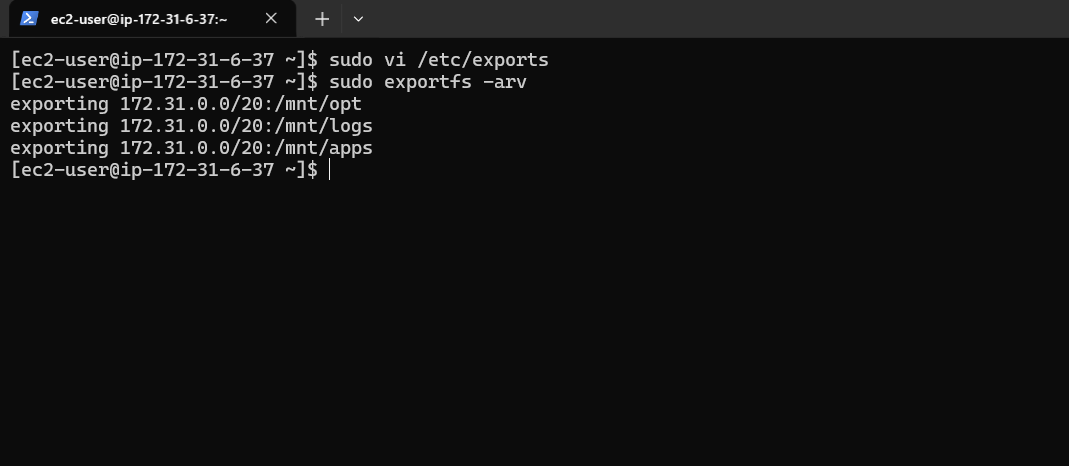 ec2-user@ip-172-31-6-37:~
[ec2-user@ip-172-31-6-37 ~]$ sudo vi /etc/exports
[ec2-user@ip-172-31-6-37 ~]$ sudo exportfs -arv
exporting 172.31.0.0/20:/mnt/opt
exporting 172.31.0.0/20:/mnt/logs
exporting 172.31.0.0/20:/mnt/apps
[ec2-user@ip-172-31-6-37 ~]$